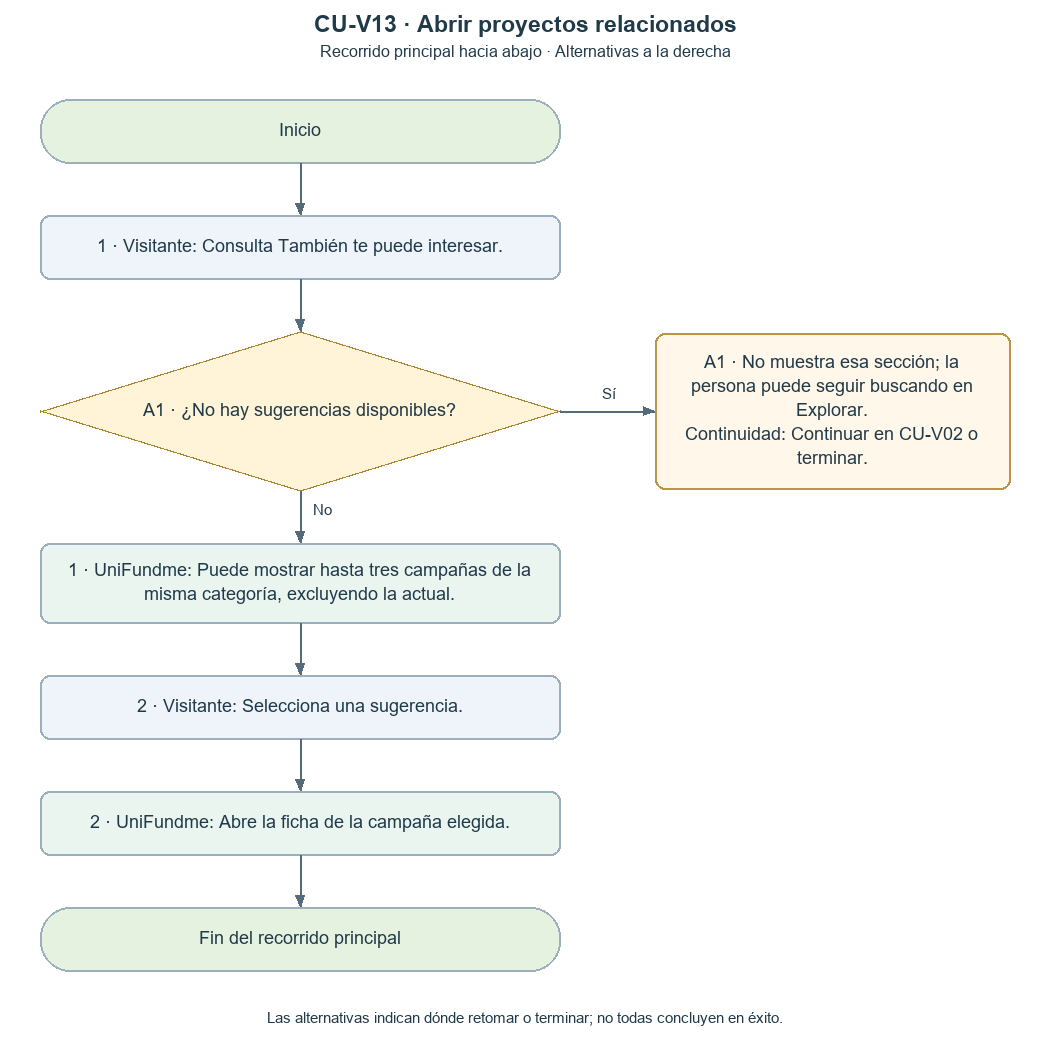 CU-V13 · Abrir proyectos relacionados
Recorrido principal hacia abajo · Alternativas a la derecha
Inicio
1 · Visitante: Consulta También te puede interesar.
A1 · ¿No hay sugerencias disponibles?
Sí
A1 · No muestra esa sección; la
persona puede seguir buscando en
Explorar.
Continuidad: Continuar en CU-V02 o
terminar.
No
1 · UniFundme: Puede mostrar hasta tres campañas de la
misma categoría, excluyendo la actual.
2 · Visitante: Selecciona una sugerencia.
2 · UniFundme: Abre la ficha de la campaña elegida.
Fin del recorrido principal
Las alternativas indican dónde retomar o terminar; no todas concluyen en éxito.